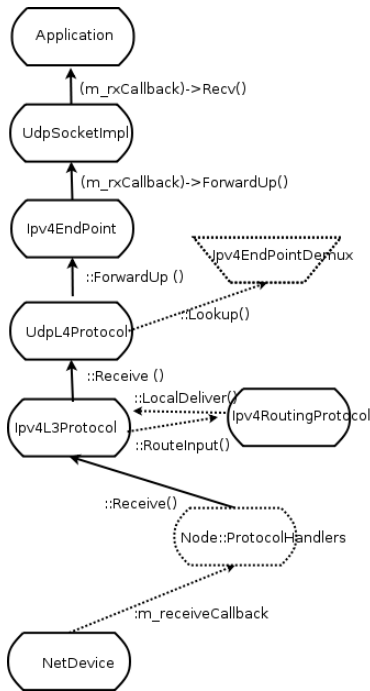 Application
(m_rxCallback)->Recv()
UdpSocketImpl
(m_rxCallback)->ForwardUp()
Ipv4EndPoint
Ipv4EndPointDemux
::ForwardUp ()
::Lookup()
UdpL4Protocol
::Receive ()
::LocalDeliver()
Ipv4L3Protocol
Ipv4RoutingProtocol
::RouteInput()
::Receive()
Node::ProtocolHandlers
:m_receiveCallback
NetDevice